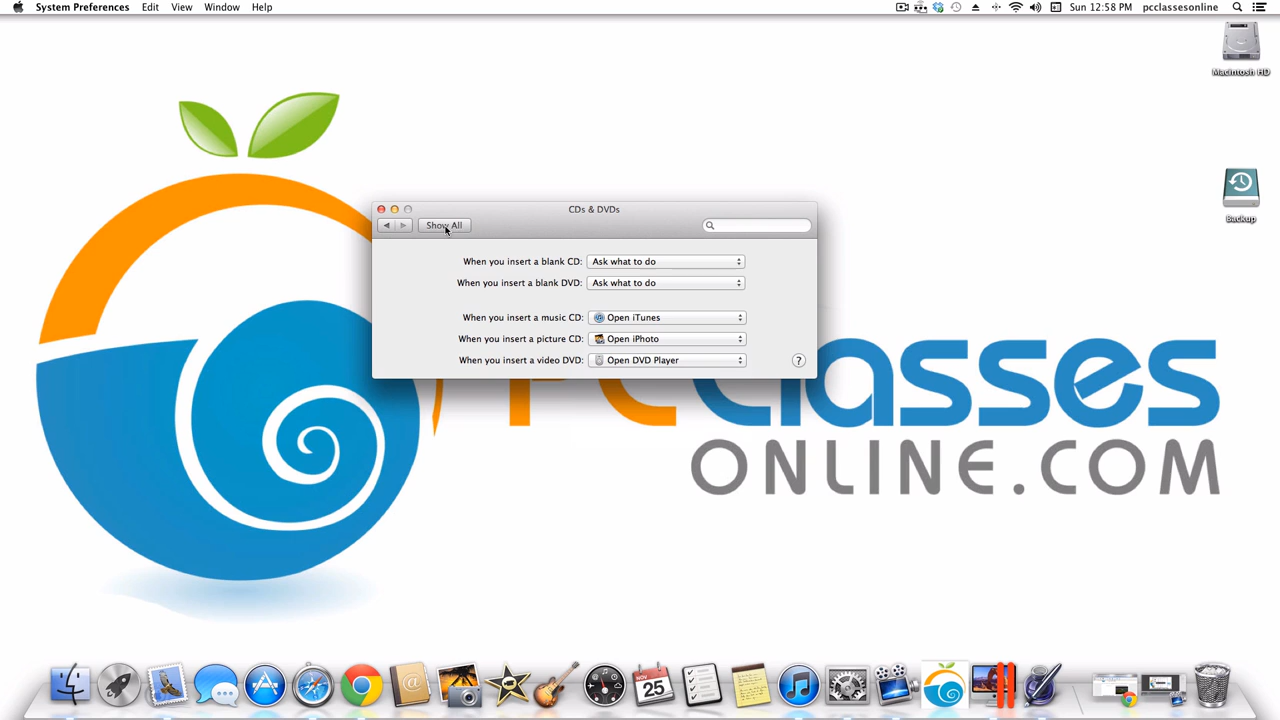 System Preferences Edit View Window Help Sun 12:58 PM pcclassesonline
Macintosh HD
Backup
CDs & DVDs
Show All
When you insert a blank CD: Ask what to do
When you insert a blank DVD: Ask what to do
When you insert a music CD: Open iTunes
When you insert a picture CD: Open iPhoto
When you insert a video DVD: Open DVD Player ?
PCclasses
ONLINE.COM
NOV
25